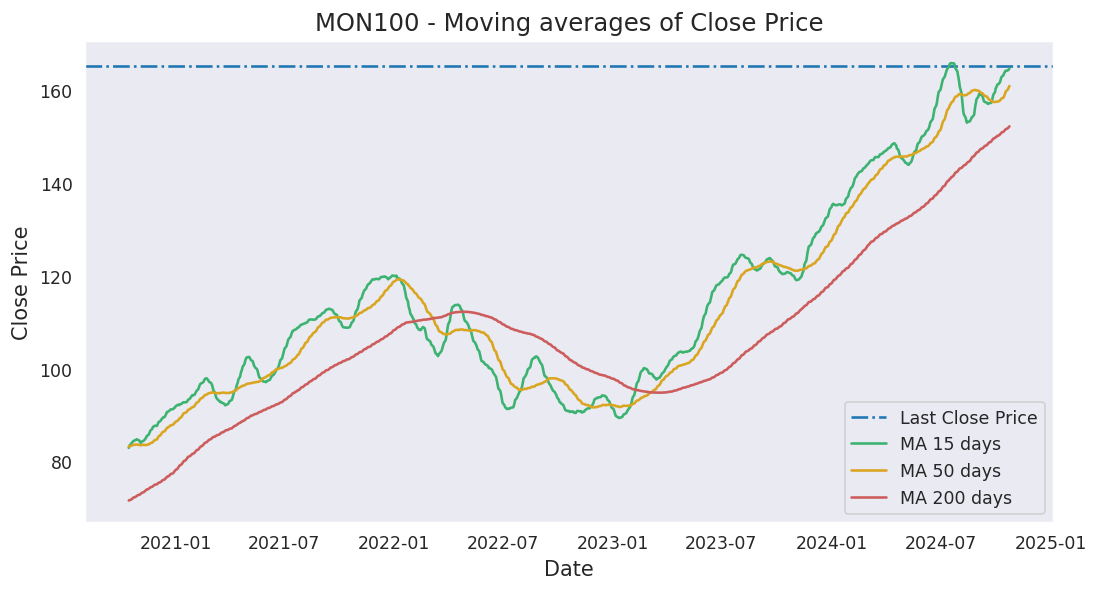 MON100 - Moving averages of Close Price
Close Price
160
140
120
100
80
Last Close Price
MA 15 days
MA 50 days
MA 200 days
2021-01 2021-07 2022-01 2022-07 2023-01 2023-07 2024-01 2024-07 2025-01
Date